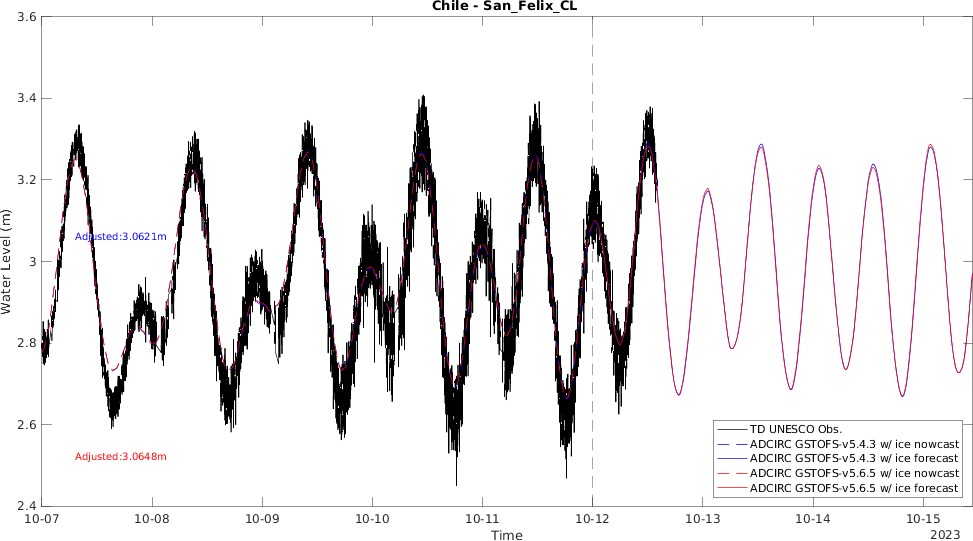 Chile - San_Felix_CL
3.6
3.4
3.2
3
2.8
2.6
2.4
Water Level (m)
Adjusted:3.0621m
Adjusted:3.0648m
TD UNESCO Obs.
ADCIRC GSTOFS-v5.4.3 w/ ice nowcast
ADCIRC GSTOFS-v5.4.3 w/ ice forecast
ADCIRC GSTOFS-v5.6.5 w/ ice nowcast
ADCIRC GSTOFS-v5.6.5 w/ ice forecast
10-07 10-08 10-09 10-10 10-11 10-12 10-13 10-14 10-15
Time
2023